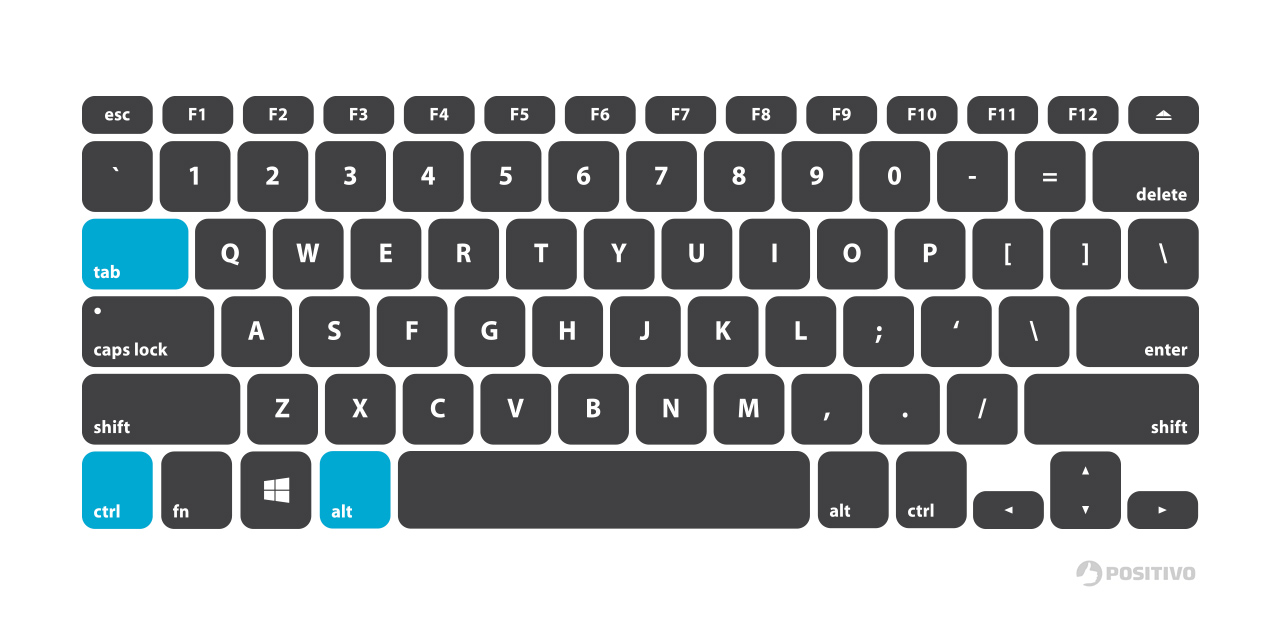 esc F1 F2 F3 F4 F5 F6 F7 F8 F9 F10 F11 F12
` 1 2 3 4 5 6 7 8 9 0 - = delete
tab Q W E R T Y U I O P [ ] \
caps lock A S F G H J K L ; ‘ \ enter
shift Z X C V B N M , . / shift
ctrl fn alt alt ctrl
POSITIVO